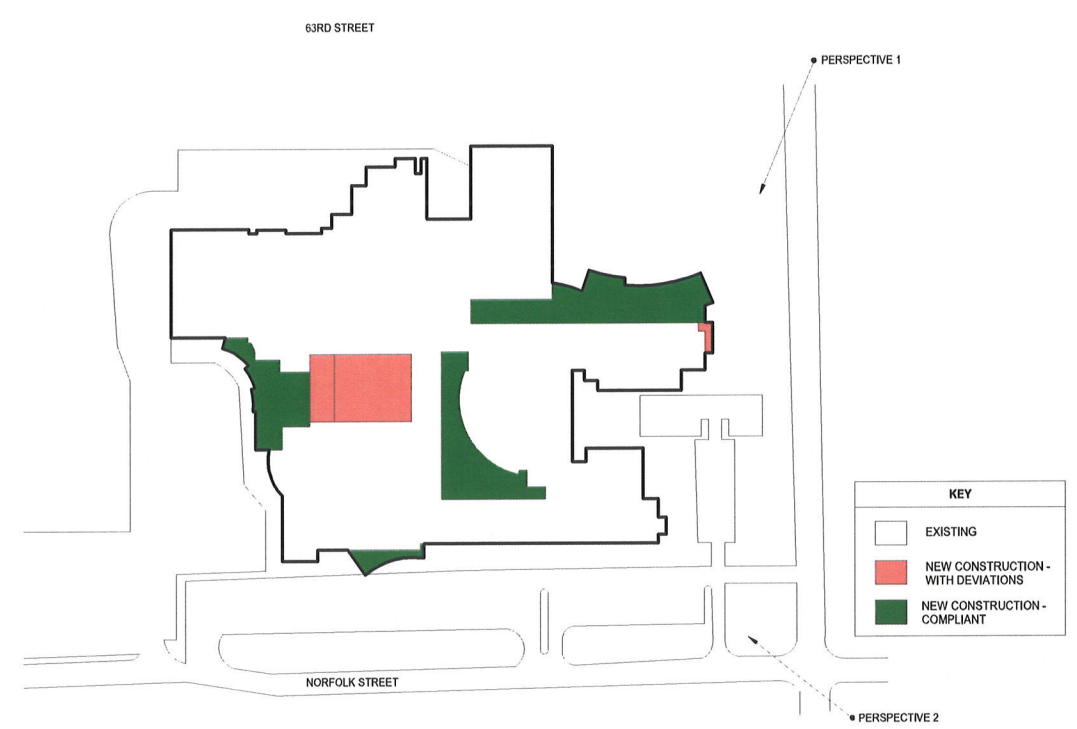 63RD STREET
PERSPECTIVE 1
KEY
EXISTING
NEW CONSTRUCTION -
WITH DEVIATIONS
NEW CONSTRUCTION -
COMPLIANT
NORFOLK STREET
PERSPECTIVE 2